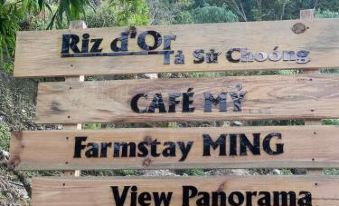 Riz d'Or
Tả Sử Choóng
CAFÉ MỸ
Farmstay MING
View Panorama